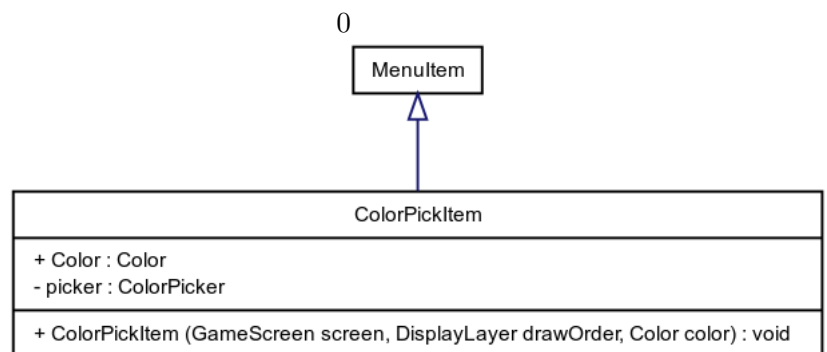 0
MenuItem
ColorPickItem
+ Color : Color
- picker : ColorPicker
+ ColorPickItem (GameScreen screen, DisplayLayer drawOrder, Color color) : void